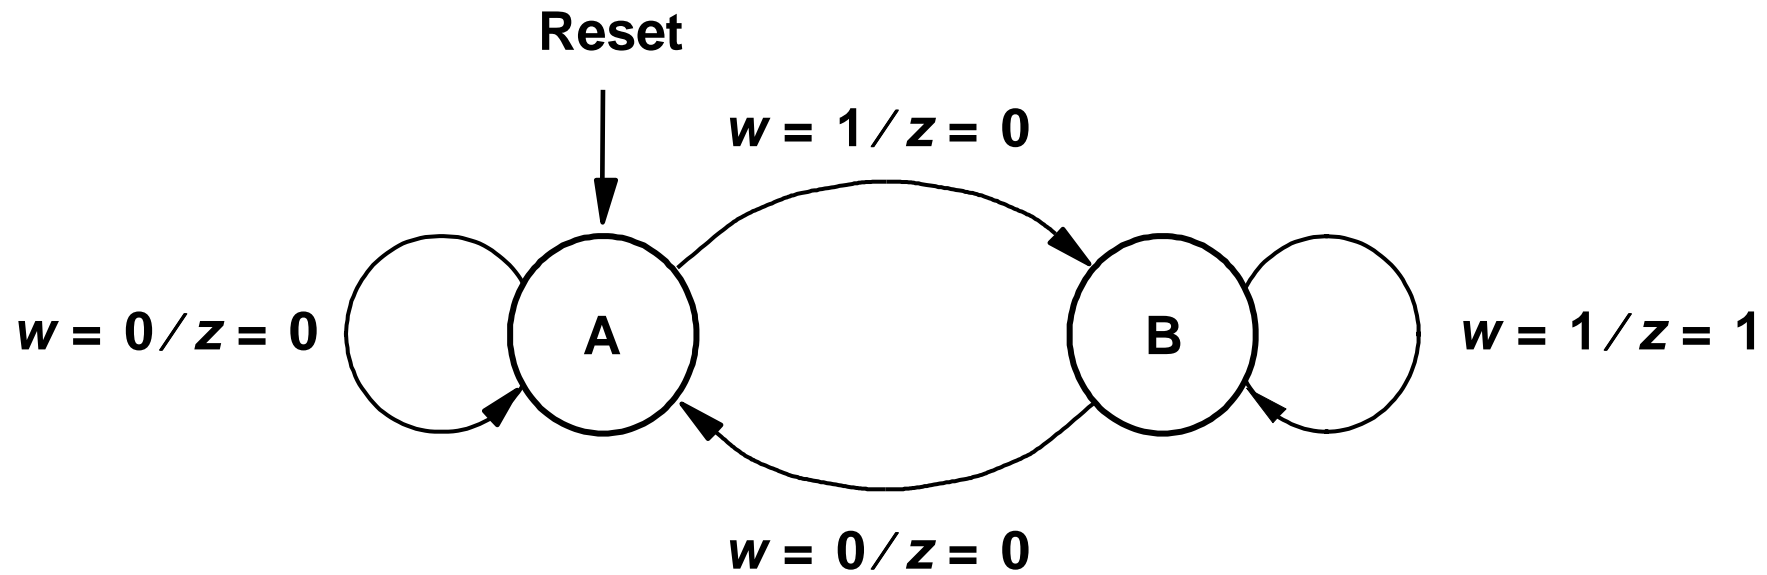 Reset
w = 1 / z = 0
w = 0 / z = 0
A
B
w = 1 / z = 1
w = 0 / z = 0